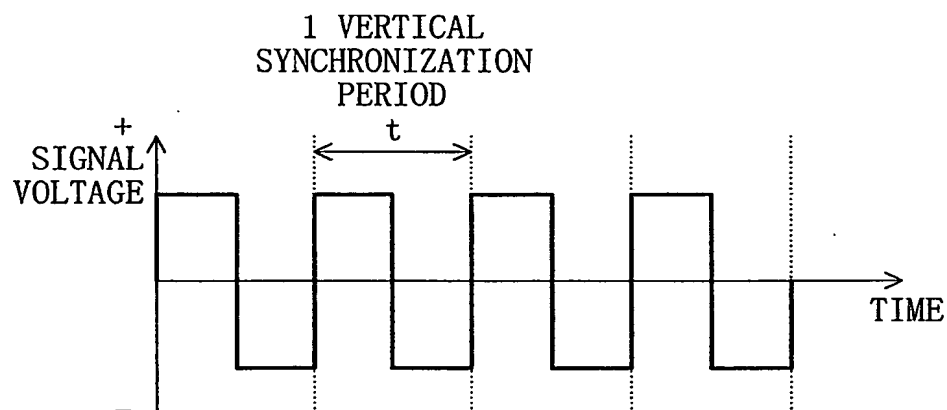 1 VERTICAL
SYNCHRONIZATION
PERIOD
t
+
SIGNAL
VOLTAGE
TIME
−